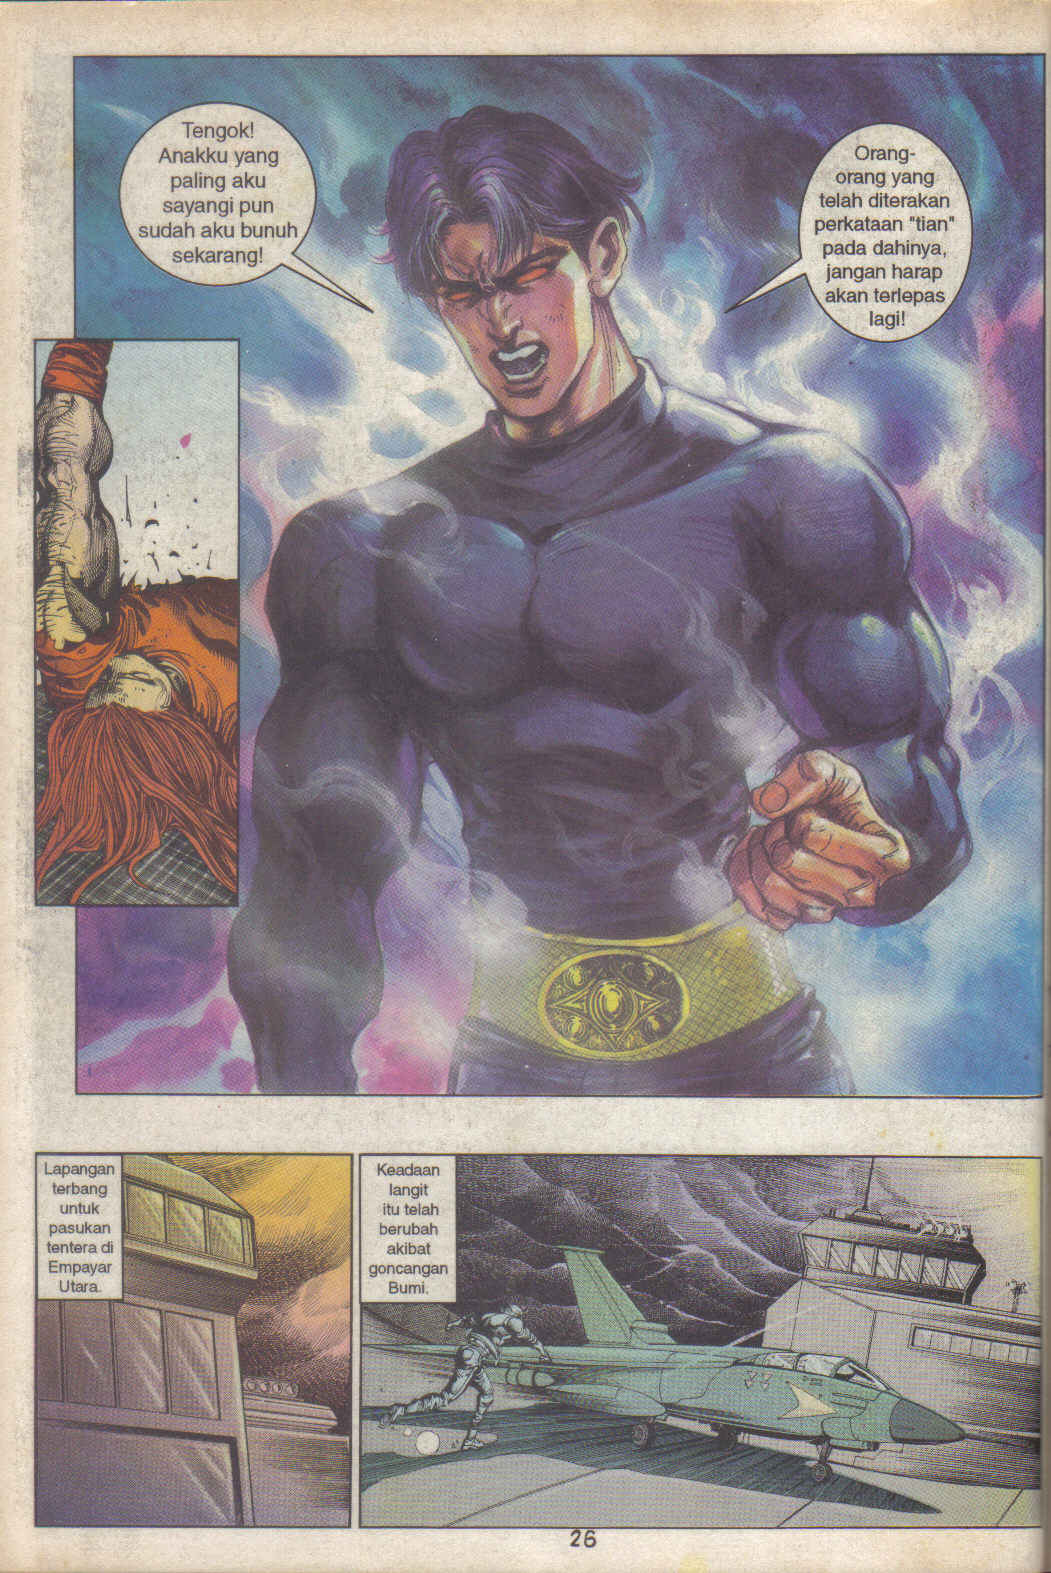 Tengok!
Anakku yang
paling aku
sayangi pun
sudah aku bunuh
sekarang!
Orang-
orang yang
telah diterakan
perkataan "tian"
pada dahinya,
jangan harap
akan terlepas
lagi!
Lapangan
terbang
untuk
pasukan
tentera di
Empayar
Utara.
Keadaan
langit
itu telah
berubah
akibat
goncangan
Bumi.
26